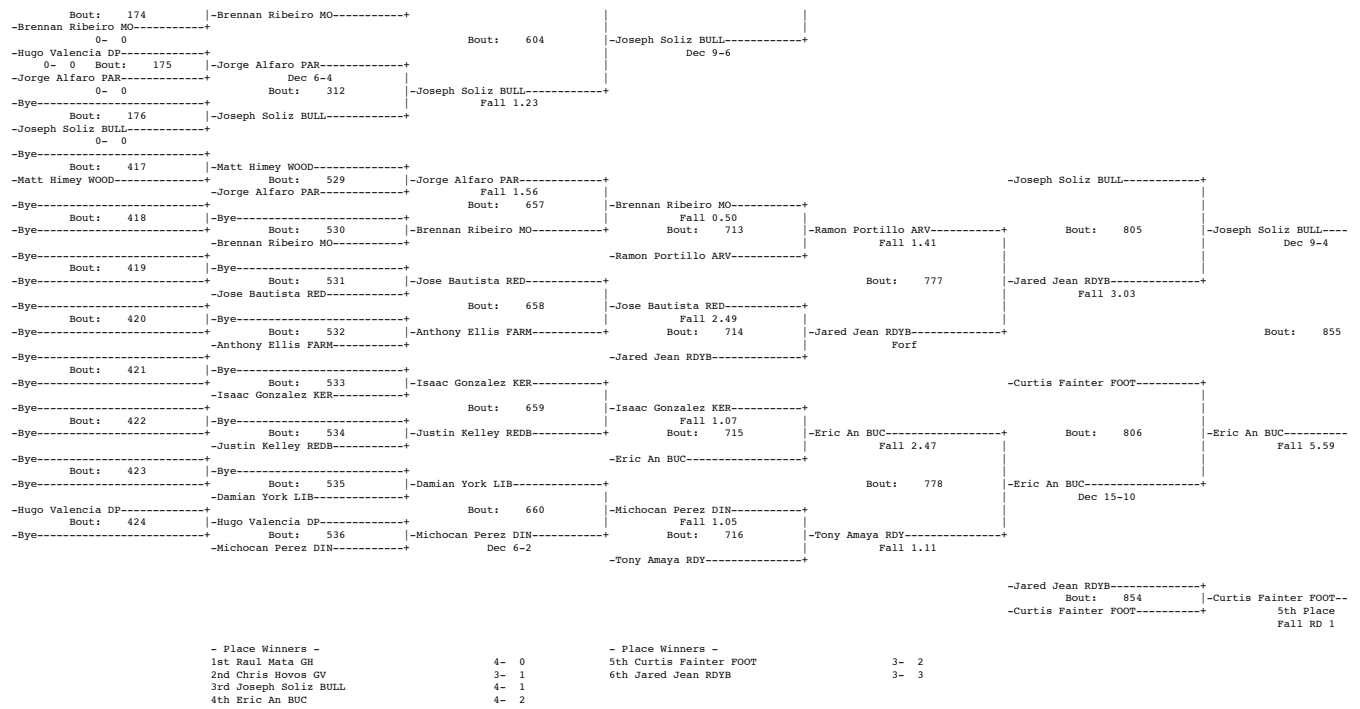 Bout: 174 |-Brennan Ribeiro MO-----------+ | |
-Brennan Ribeiro MO-----------+ | |
0- 0 Bout: 604 |-Joseph Soliz BULL------------+
-Hugo Valencia DP-------------+ | Dec 9-6
0- 0 Bout: 175 |-Jorge Alfaro PAR-------------+ |
-Jorge Alfaro PAR-------------+ Dec 6-4 | |
0- 0 Bout: 312 |-Joseph Soliz BULL------------+
-Bye--------------------------+ | Fall 1.23
Bout: 176 |-Joseph Soliz BULL------------+
-Joseph Soliz BULL------------+
0- 0
-Bye--------------------------+
Bout: 417 |-Matt Himey WOOD--------------+
-Matt Himey WOOD--------------+ Bout: 529 |-Jorge Alfaro PAR-------------+ -Joseph Soliz BULL------------+
-Jorge Alfaro PAR-------------+ Fall 1.56 | |
-Bye--------------------------+ Bout: 657 |-Brennan Ribeiro MO-----------+ |
Bout: 418 |-Bye--------------------------+ | Fall 0.50 | |
-Bye--------------------------+ Bout: 530 |-Brennan Ribeiro MO-----------+ Bout: 713 |-Ramon Portillo ARV-----------+ Bout: 805 |-Joseph Soliz BULL----
-Brennan Ribeiro MO-----------+ | Fall 1.41 | | Dec 9-4
-Bye--------------------------+ -Ramon Portillo ARV-----------+ | |
Bout: 419 |-Bye--------------------------+ | |
-Bye--------------------------+ Bout: 531 |-Jose Bautista RED------------+ Bout: 777 |-Jared Jean RDYB--------------+
-Jose Bautista RED------------+ | | Fall 3.03
-Bye--------------------------+ Bout: 658 |-Jose Bautista RED------------+ |
Bout: 420 |-Bye--------------------------+ | Fall 2.49 | |
-Bye--------------------------+ Bout: 532 |-Anthony Ellis FARM-----------+ Bout: 714 |-Jared Jean RDYB--------------+ Bout: 855
-Anthony Ellis FARM-----------+ | Forf
-Bye--------------------------+ -Jared Jean RDYB--------------+
Bout: 421 |-Bye--------------------------+
-Bye--------------------------+ Bout: 533 |-Isaac Gonzalez KER-----------+ -Curtis Fainter FOOT----------+
-Isaac Gonzalez KER-----------+ | |
-Bye--------------------------+ Bout: 659 |-Isaac Gonzalez KER-----------+ |
Bout: 422 |-Bye--------------------------+ | Fall 1.07 | |
-Bye--------------------------+ Bout: 534 |-Justin Kelley REDB-----------+ Bout: 715 |-Eric An BUC------------------+ Bout: 806 |-Eric An BUC----------
-Justin Kelley REDB-----------+ | Fall 2.47 | | Fall 5.59
-Bye--------------------------+ -Eric An BUC------------------+ | |
Bout: 423 |-Bye--------------------------+ | |
-Bye--------------------------+ Bout: 535 |-Damian York LIB--------------+ Bout: 778 |-Eric An BUC------------------+
-Damian York LIB--------------+ | | Dec 15-10
-Hugo Valencia DP-------------+ Bout: 660 |-Michocan Perez DIN-----------+ |
Bout: 424 |-Hugo Valencia DP-------------+ | Fall 1.05 | |
-Bye--------------------------+ Bout: 536 |-Michocan Perez DIN-----------+ Bout: 716 |-Tony Amaya RDY---------------+
-Michocan Perez DIN-----------+ Dec 6-2 | Fall 1.11
-Tony Amaya RDY---------------+
-Jared Jean RDYB--------------+
Bout: 854 |-Curtis Fainter FOOT--
-Curtis Fainter FOOT----------+ 5th Place
Fall RD 1
- Place Winners - - Place Winners -
1st Raul Mata GH 4- 0 5th Curtis Fainter FOOT 3- 2
2nd Chris Hovos GV 3- 1 6th Jared Jean RDYB 3- 3
3rd Joseph Soliz BULL 4- 1
4th Eric An BUC 4- 2